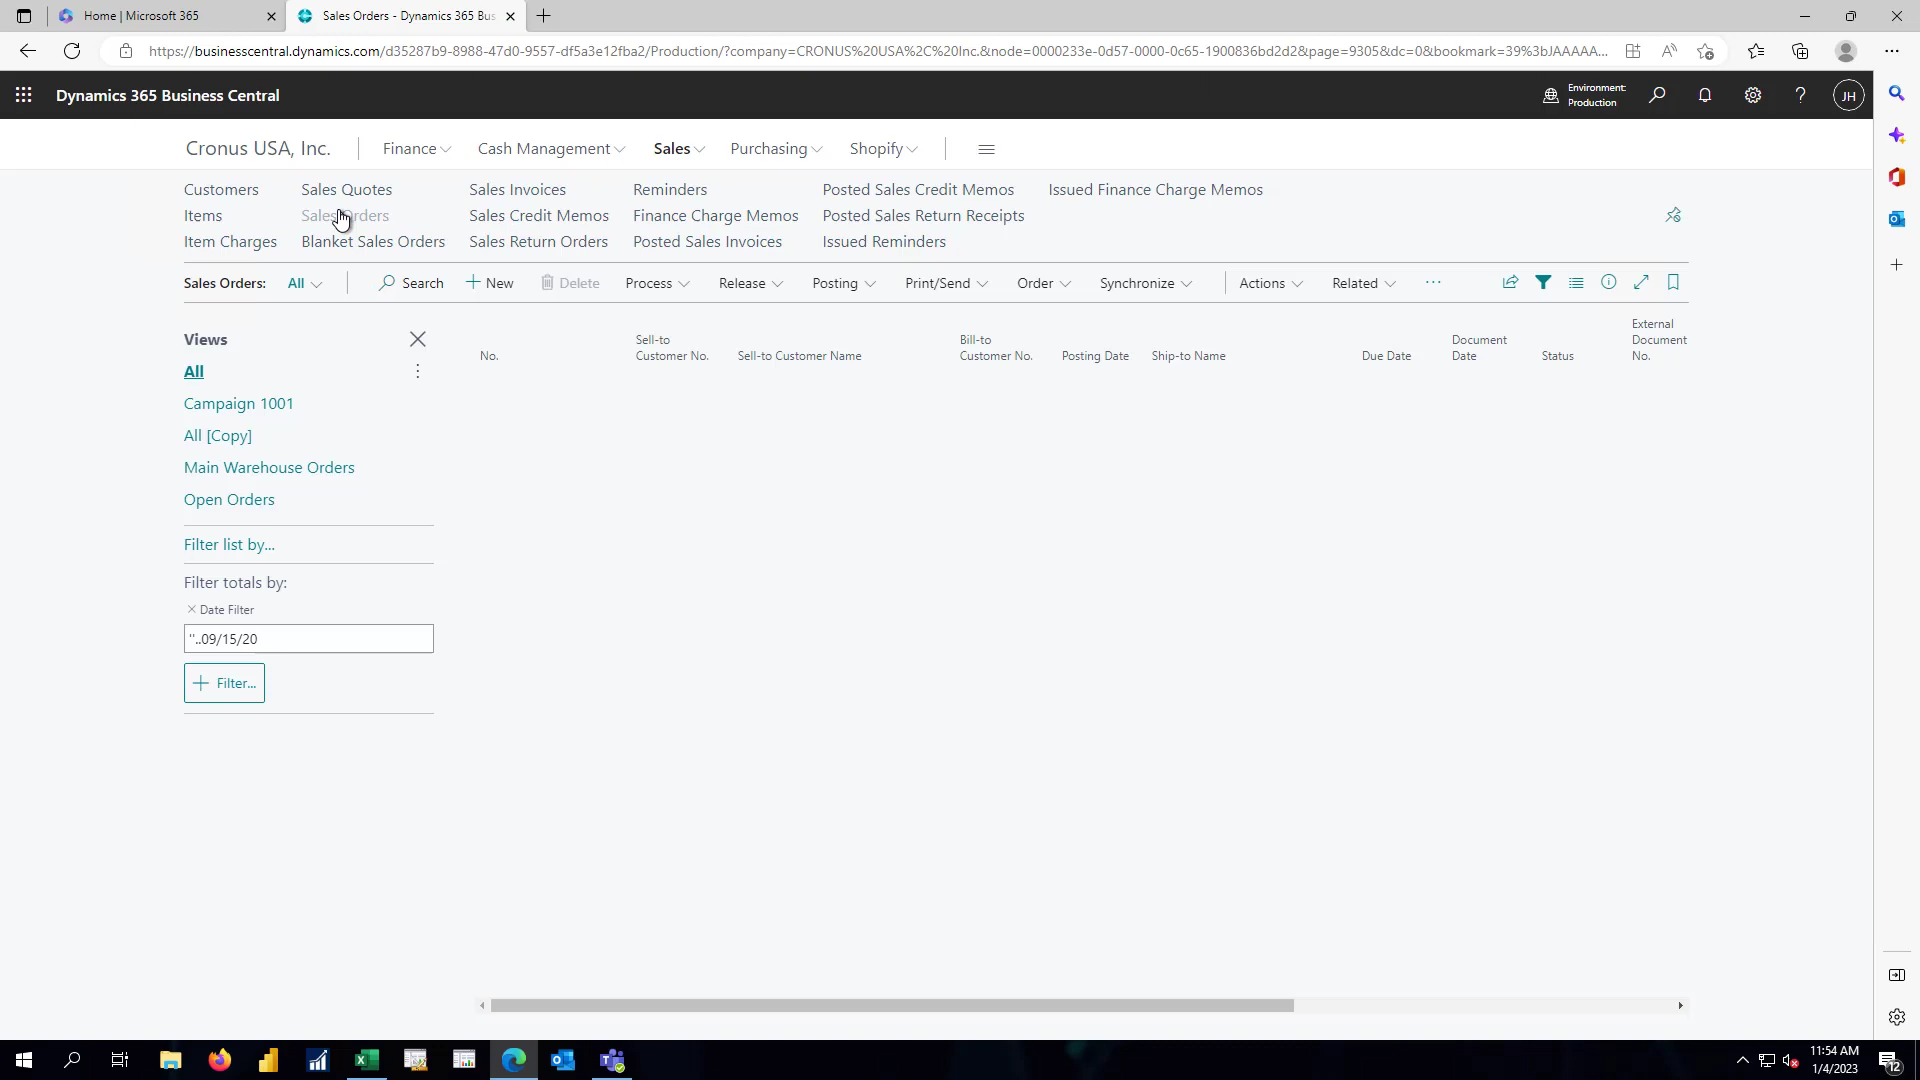 Home | Microsoft 365
Sales Orders - Dynamics 365 Bus
https://businesscentral.dynamics.com/d35287b9-8988-47d0-9557-df5a3e12fba2/Production/?company=CRONUS%20USA%2C%20Inc.&node=0000233e-0d57-0000-0c65-1900836bd2d2&page=9305&dc=0&bookmark=39%3bJAAAAA...
Dynamics 365 Business Central
Environment:
Production
JH
Cronus USA, Inc.
Finance
Cash Management
Sales
Purchasing
Shopify
Customers
Sales Quotes
Sales Invoices
Reminders
Posted Sales Credit Memos
Issued Finance Charge Memos
Items
Sales Orders
Sales Credit Memos
Finance Charge Memos
Posted Sales Return Receipts
Item Charges
Blanket Sales Orders
Sales Return Orders
Posted Sales Invoices
Issued Reminders
Sales Orders:
All
Search
New
Delete
Process
Release
Posting
Print/Send
Order
Synchronize
Actions
Related
Views
All
Campaign 1001
All [Copy]
Main Warehouse Orders
Open Orders
Filter list by...
Filter totals by:
Date Filter
''..09/15/20
Filter...
No.
Sell-to
Customer No.
Sell-to Customer Name
Bill-to
Customer No.
Posting Date
Ship-to Name
Due Date
Document
Date
Status
External
Document
No.
11:54 AM
1/4/2023
12